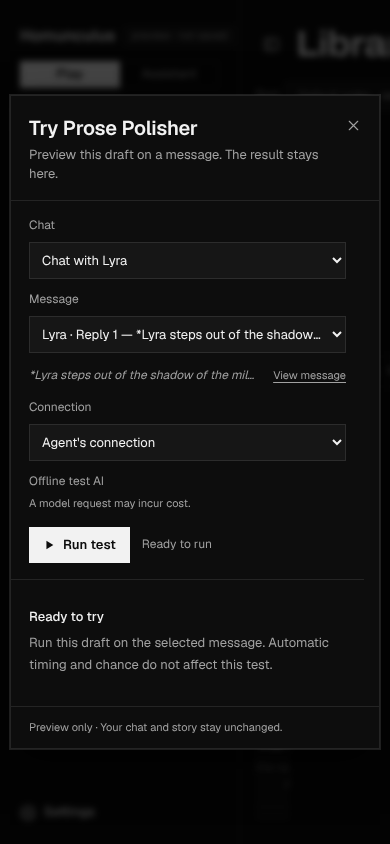 Libra
Try Prose Polisher
Preview this draft on a message. The result stays
here.
Chat
Chat with Lyra
Message
Lyra · Reply 1 — *Lyra steps out of the shadow...
*Lyra steps out of the shadow of the mil...
View message
Connection
Agent's connection
Offline test AI
A model request may incur cost.
Run test
Ready to run
Ready to try
Run this draft on the selected message. Automatic
timing and chance do not affect this test.
Preview only · Your chat and story stay unchanged.
Settings